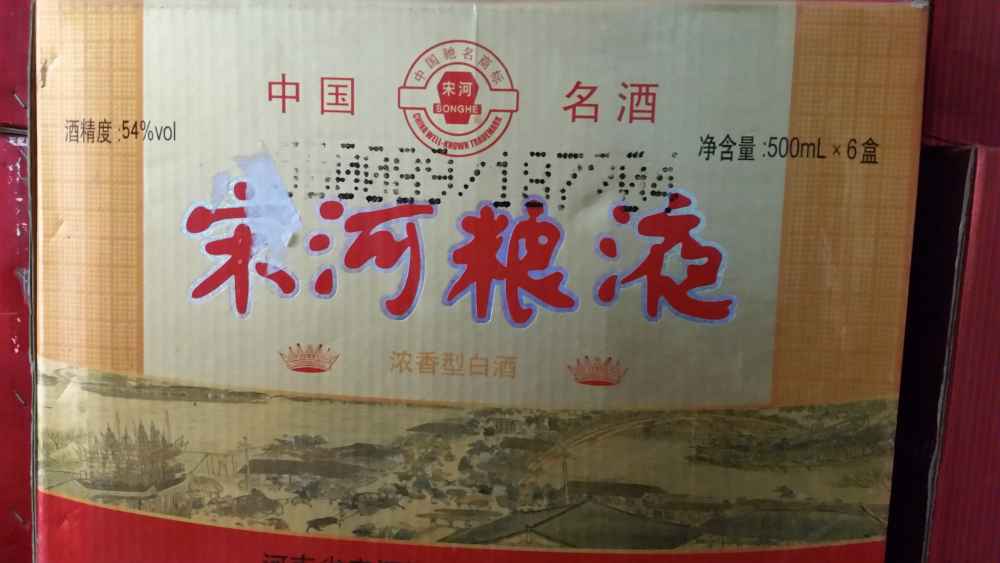 中国驰名商标
中国 宋河 名酒
SONGHE
CHINA WELL-KNOWN TRADEMARK
酒精度:54%vol
净含量:500mL×6盒
宋河粮液
浓香型白酒